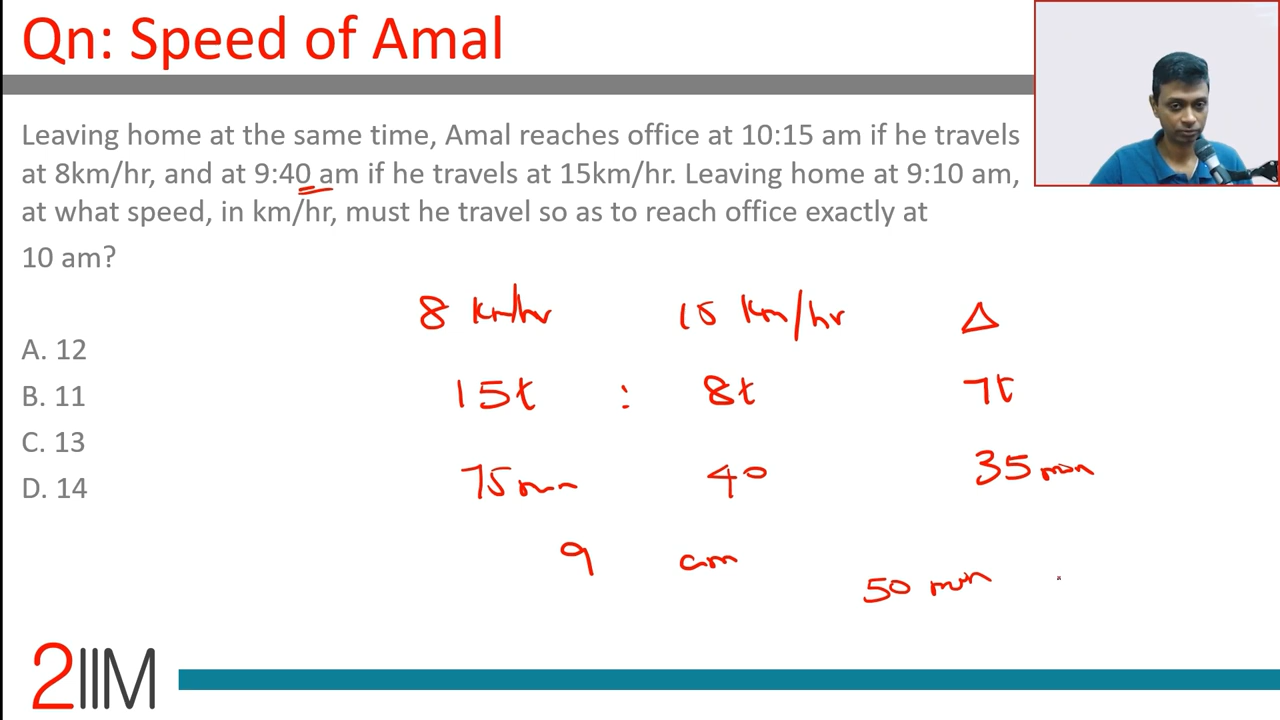 Qn: Speed of Amal
Leaving home at the same time, Amal reaches office at 10:15 am if he travels
at 8km/hr, and at 9:40 am if he travels at 15km/hr. Leaving home at 9:10 am,
at what speed, in km/hr, must he travel so as to reach office exactly at
10 am?
8 km/hr 15 km/hr Δ
A. 12
B. 11
C. 13
D. 14
15t : 8t 7t
75 min 40 35 min
9 am
50 min
2IIM